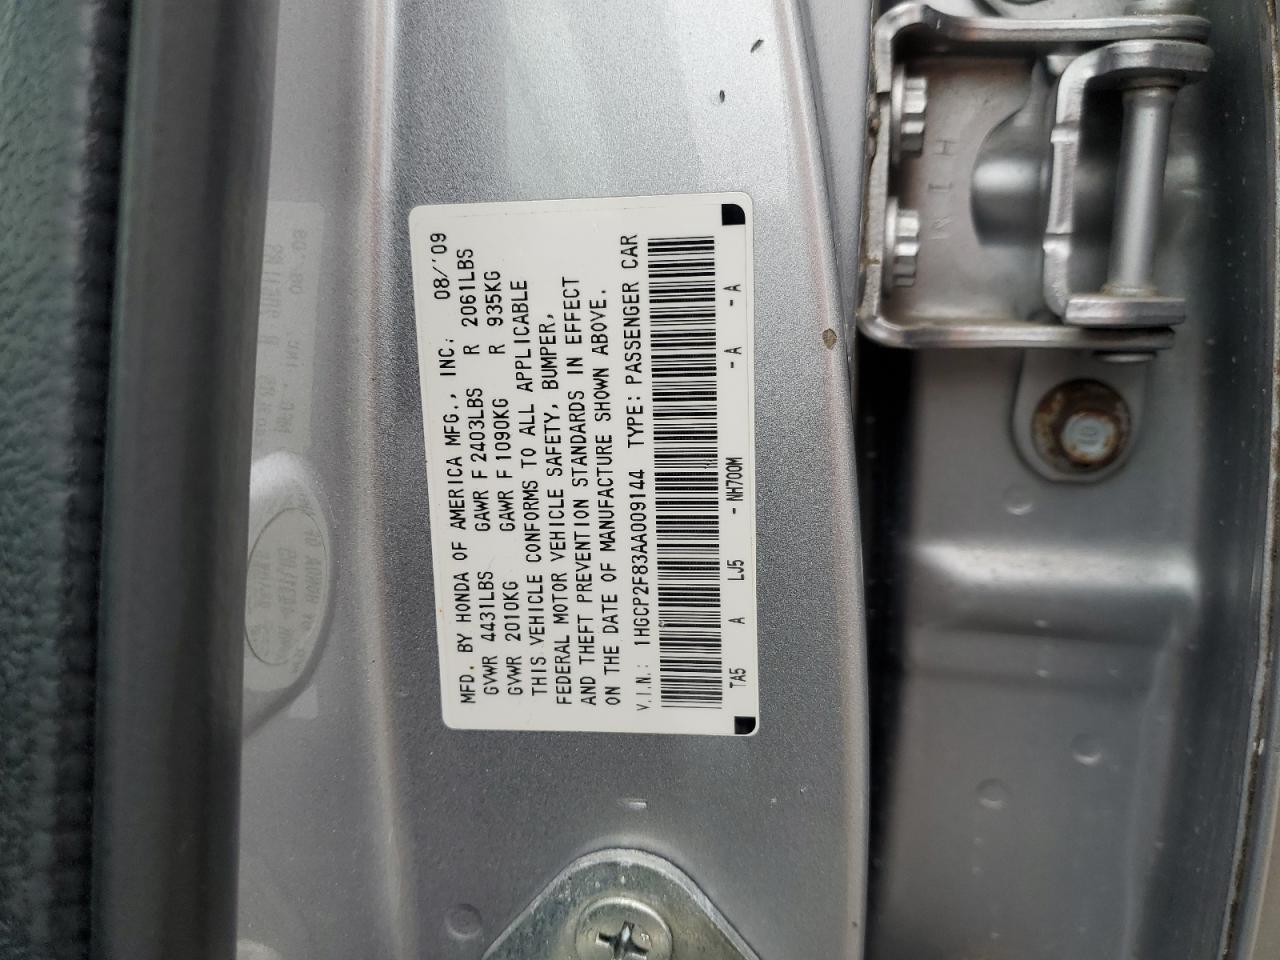 MFD. BY HONDA OF AMERICA MFG., INC. 08/'09
GVWR 4431LBS GAWR F 2403LBS R 2061LBS
GVWR 2010KG GAWR F 1090KG R 935KG
THIS VEHICLE CONFORMS TO ALL APPLICABLE
FEDERAL MOTOR VEHICLE SAFETY, BUMPER,
AND THEFT PREVENTION STANDARDS IN EFFECT
ON THE DATE OF MANUFACTURE SHOWN ABOVE.
V.I.N.: 1HGCP2F83AA009144 TYPE: PASSENGER CAR
TA5 A LJ5 - NH700M - A - A
H I M